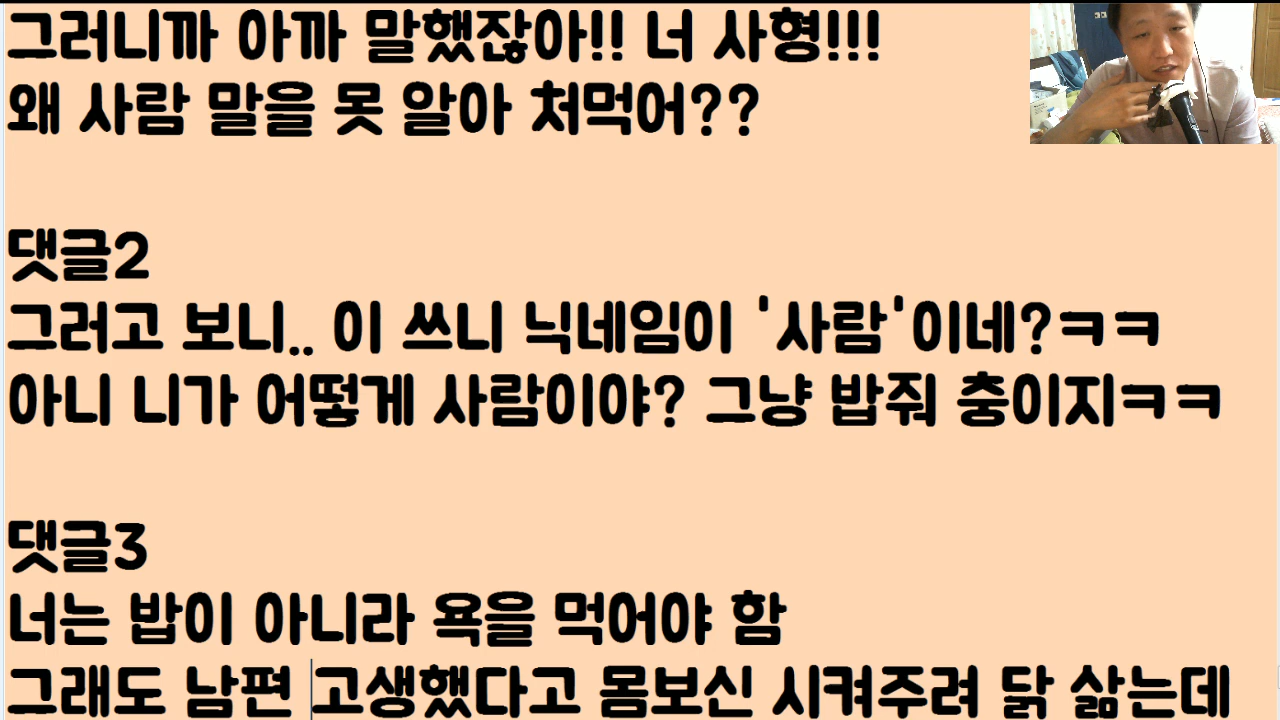 그러니까 아까 말했잖아!! 너 사형!!!
왜 사람 말을 못 알아 처먹어??
댓글2
그러고 보니.. 이 쓰니 닉네임이 '사람'이네?ㅋㅋ
아니 니가 어떻게 사람이야? 그냥 밥줘 충이지ㅋㅋ
댓글3
너는 밥이 아니라 욕을 먹어야 함
그래도 남편 고생했다고 몸보신 시켜주려 닭 삶는데